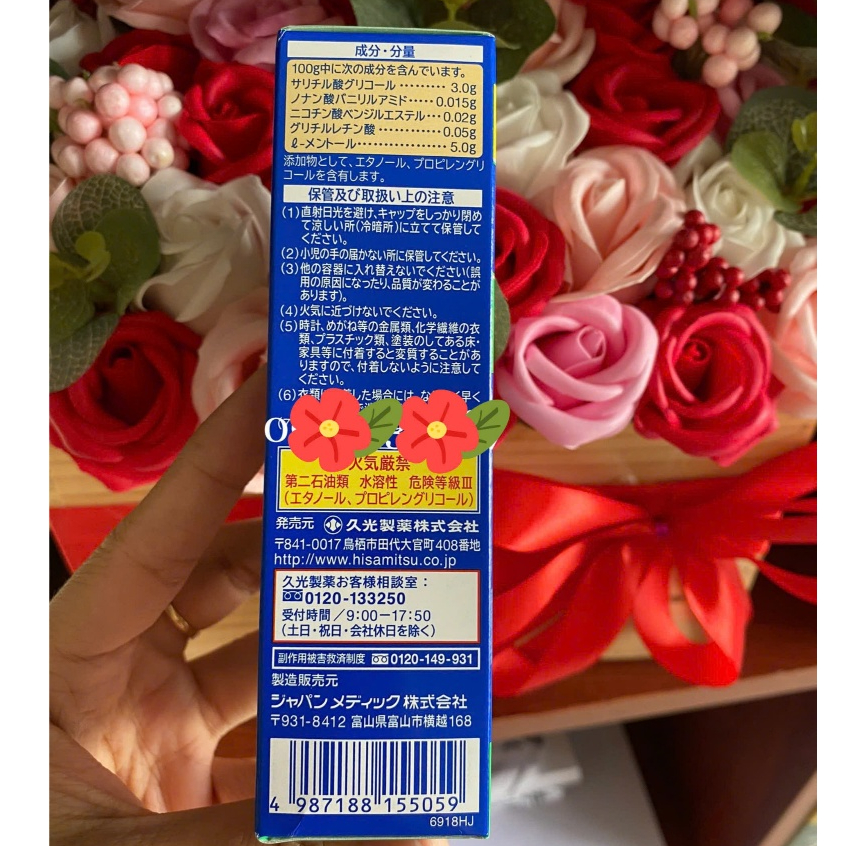 成分・分量
100g中に次の成分を含んでいます。
サリチル酸グリコール・・・・・・・・3.0g
ノナン酸バニリルアミド・・・・・0.015g
ニコチン酸ベンジルエステル・・・0.02g
グリチルレチン酸・・・・・・・・・・・0.05g
ℓ-メントール・・・・・・・・・・・・・・5.0g
添加物として、エタノール、プロピレングリ
コールを含有します。
保管及び取扱い上の注意
(1)直射日光を避け、キャップをしっかり閉め
て涼しい所(冷暗所)に立てて保管して
ください。
(2)小児の手の届かない所に保管してください。
(3)他の容器に入れ替えないでください(誤
用の原因になったり、品質が変わることが
あります)。
(4)火気に近づけないでください。
(5)時計、めがね等の金属類、化学繊維の衣
類、プラスチック類、塗装のしてある床・
家具等に付着すると変質することがあ
りますので、付着しないように注意して
ください。
(6)衣類に
した場合には
早く
火気厳禁
第二石油類 水溶性 危険等級Ⅲ
(エタノール、プロピレングリコール)
発売元 久光製薬株式会社
〒841-0017 鳥栖市田代大官町408番地
http://www.hisamitsu.co.jp
久光製薬お客様相談室：
0120-133250
受付時間／9:00−17:50
(土日・祝日・会社休日を除く)
副作用被害救済制度 0120-149-931
製造販売元
ジャパンメディック株式会社
〒931-8412 富山県富山市横越168
4 987188 155059
6918HJ